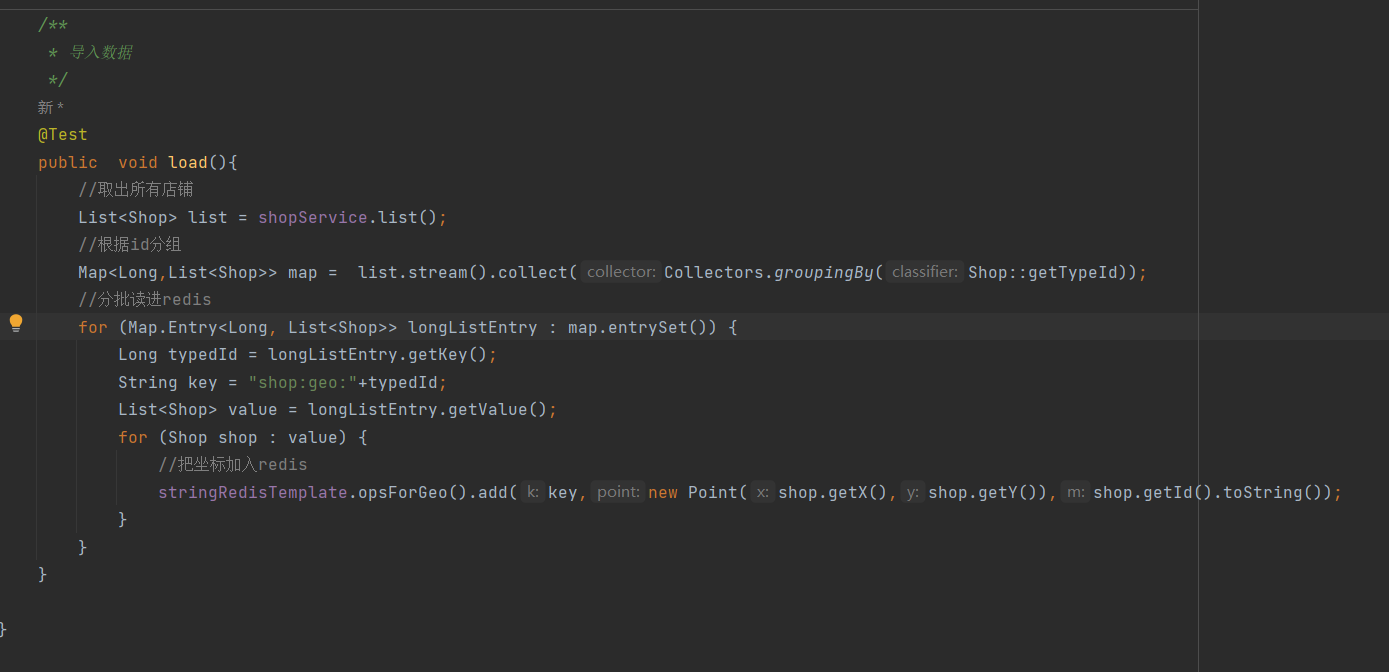 /**
 * 导入数据
 */
新 *
@Test
public  void load(){
//取出所有店铺
List<Shop> list = shopService.list();
//根据id分组
Map<Long,List<Shop>> map =  list.stream().collect( collector: Collectors.groupingBy( classifier: Shop::getTypeId));
//分批读进redis
for (Map.Entry<Long, List<Shop>> longListEntry : map.entrySet()) {
Long typedId = longListEntry.getKey();
String key = "shop:geo:"+typedId;
List<Shop> value = longListEntry.getValue();
for (Shop shop : value) {
//把坐标加入redis
stringRedisTemplate.opsForGeo().add( k: key, point: new Point( x: shop.getX(), y: shop.getY()), m: shop.getId().toString());
}
}
}
}